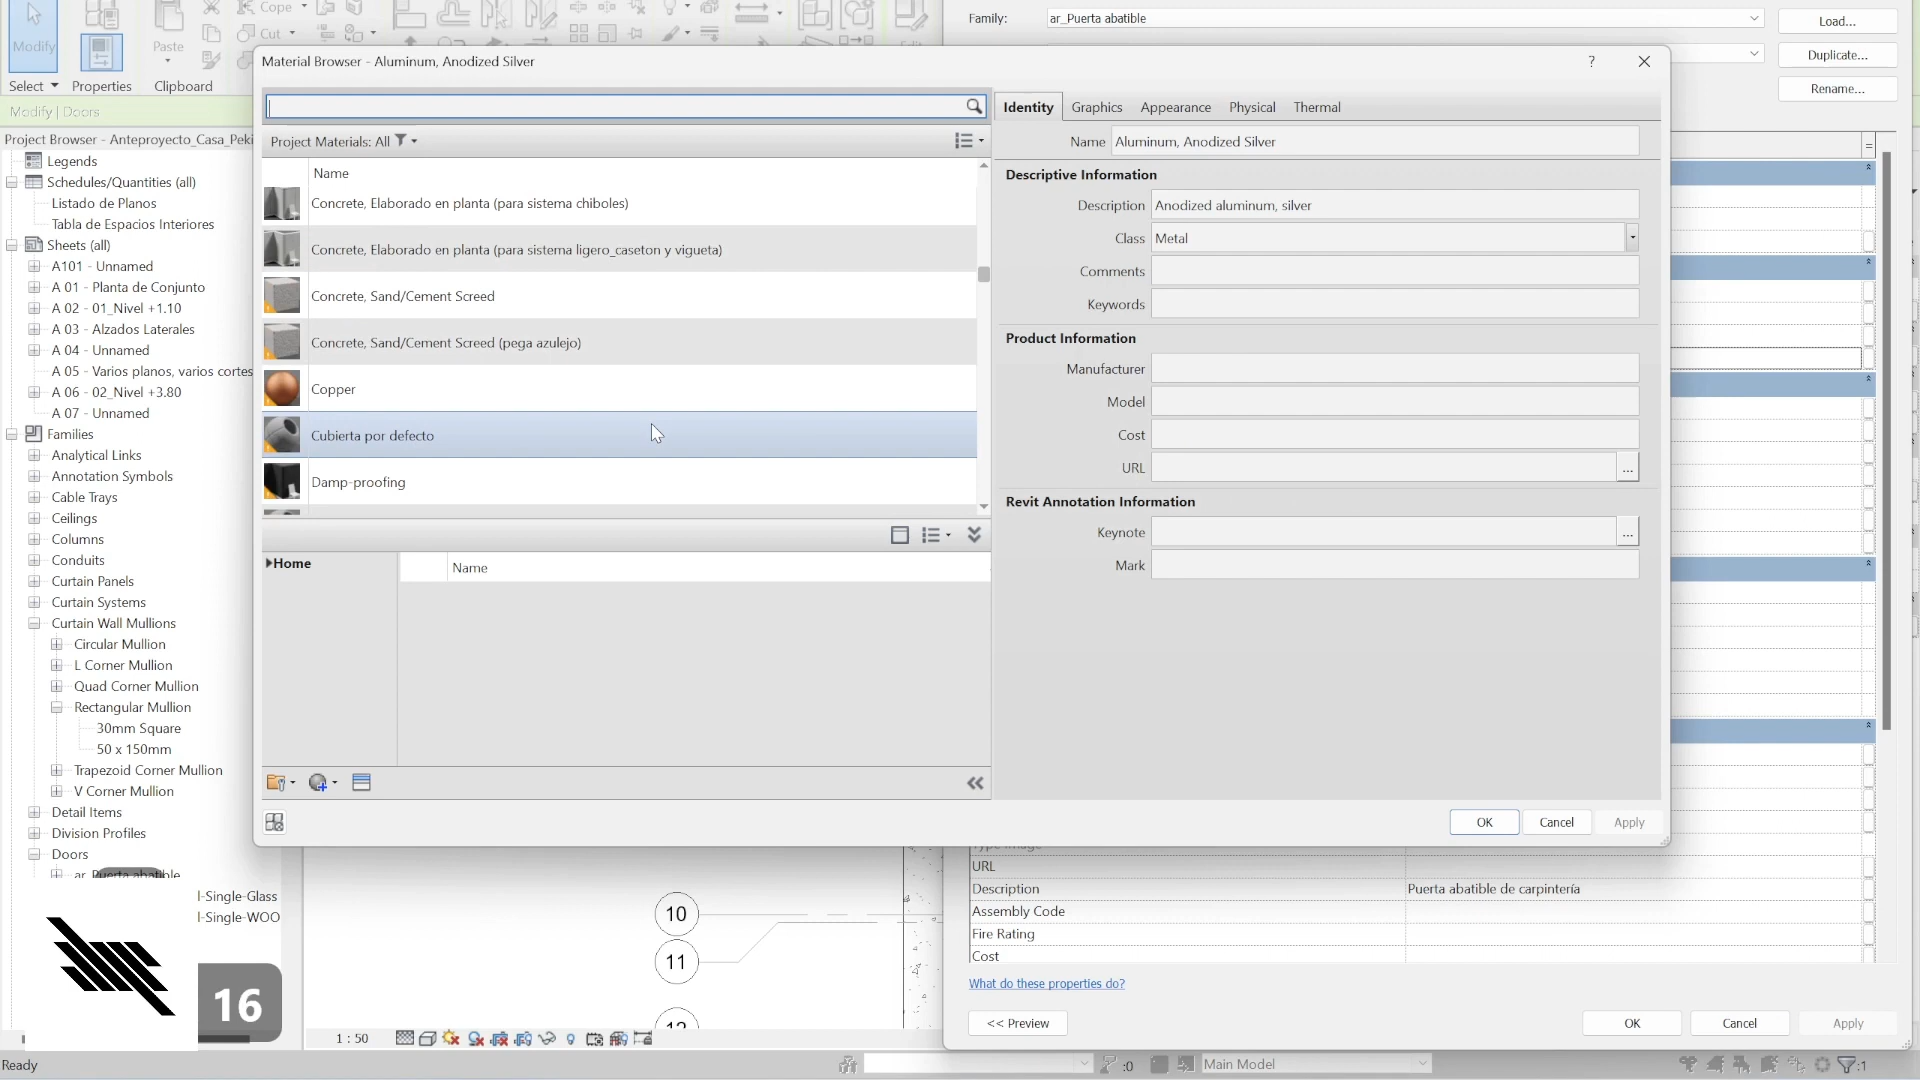 Modify
Paste
Cope
Cut
Select
Properties
Clipboard
Modify | Doors
Project Browser - Anteproyecto_Casa_Peki
Legends
Schedules/Quantities (all)
Listado de Planos
Tabla de Espacios Interiores
Sheets (all)
A101 - Unnamed
A 01 - Planta de Conjunto
A 02 - 01_Nivel +1.10
A 03 - Alzados Laterales
A 04 - Unnamed
A 05 - Varios planos, varios cortes
A 06 - 02_Nivel +3.80
A 07 - Unnamed
Families
Analytical Links
Annotation Symbols
Cable Trays
Ceilings
Columns
Conduits
Curtain Panels
Curtain Systems
Curtain Wall Mullions
Circular Mullion
L Corner Mullion
Quad Corner Mullion
Rectangular Mullion
30mm Square
50 x 150mm
Trapezoid Corner Mullion
V Corner Mullion
Detail Items
Division Profiles
Doors
ar_Puerta abatible
l-Single-Glass
l-Single-WOO
16
Ready
Material Browser - Aluminum, Anodized Silver
?
Project Materials: All
Name
Concrete, Elaborado en planta (para sistema chiboles)
Concrete, Elaborado en planta (para sistema ligero_caseton y vigueta)
Concrete, Sand/Cement Screed
Concrete, Sand/Cement Screed (pega azulejo)
Copper
Cubierta por defecto
Damp-proofing
Home
Name
Identity
Graphics
Appearance
Physical
Thermal
Name Aluminum, Anodized Silver
Descriptive Information
Description Anodized aluminum, silver
Class Metal
Comments
Keywords
Product Information
Manufacturer
Model
Cost
URL
...
Revit Annotation Information
Keynote
...
Mark
OK
Cancel
Apply
Family:
ar_Puerta abatible
Load...
Duplicate...
Rename...
=
URL
Description
Puerta abatible de carpintería
Assembly Code
Fire Rating
Cost
What do these properties do?
<< Preview
OK
Cancel
Apply
10
11
12
1 : 50
:0
Main Model
:1